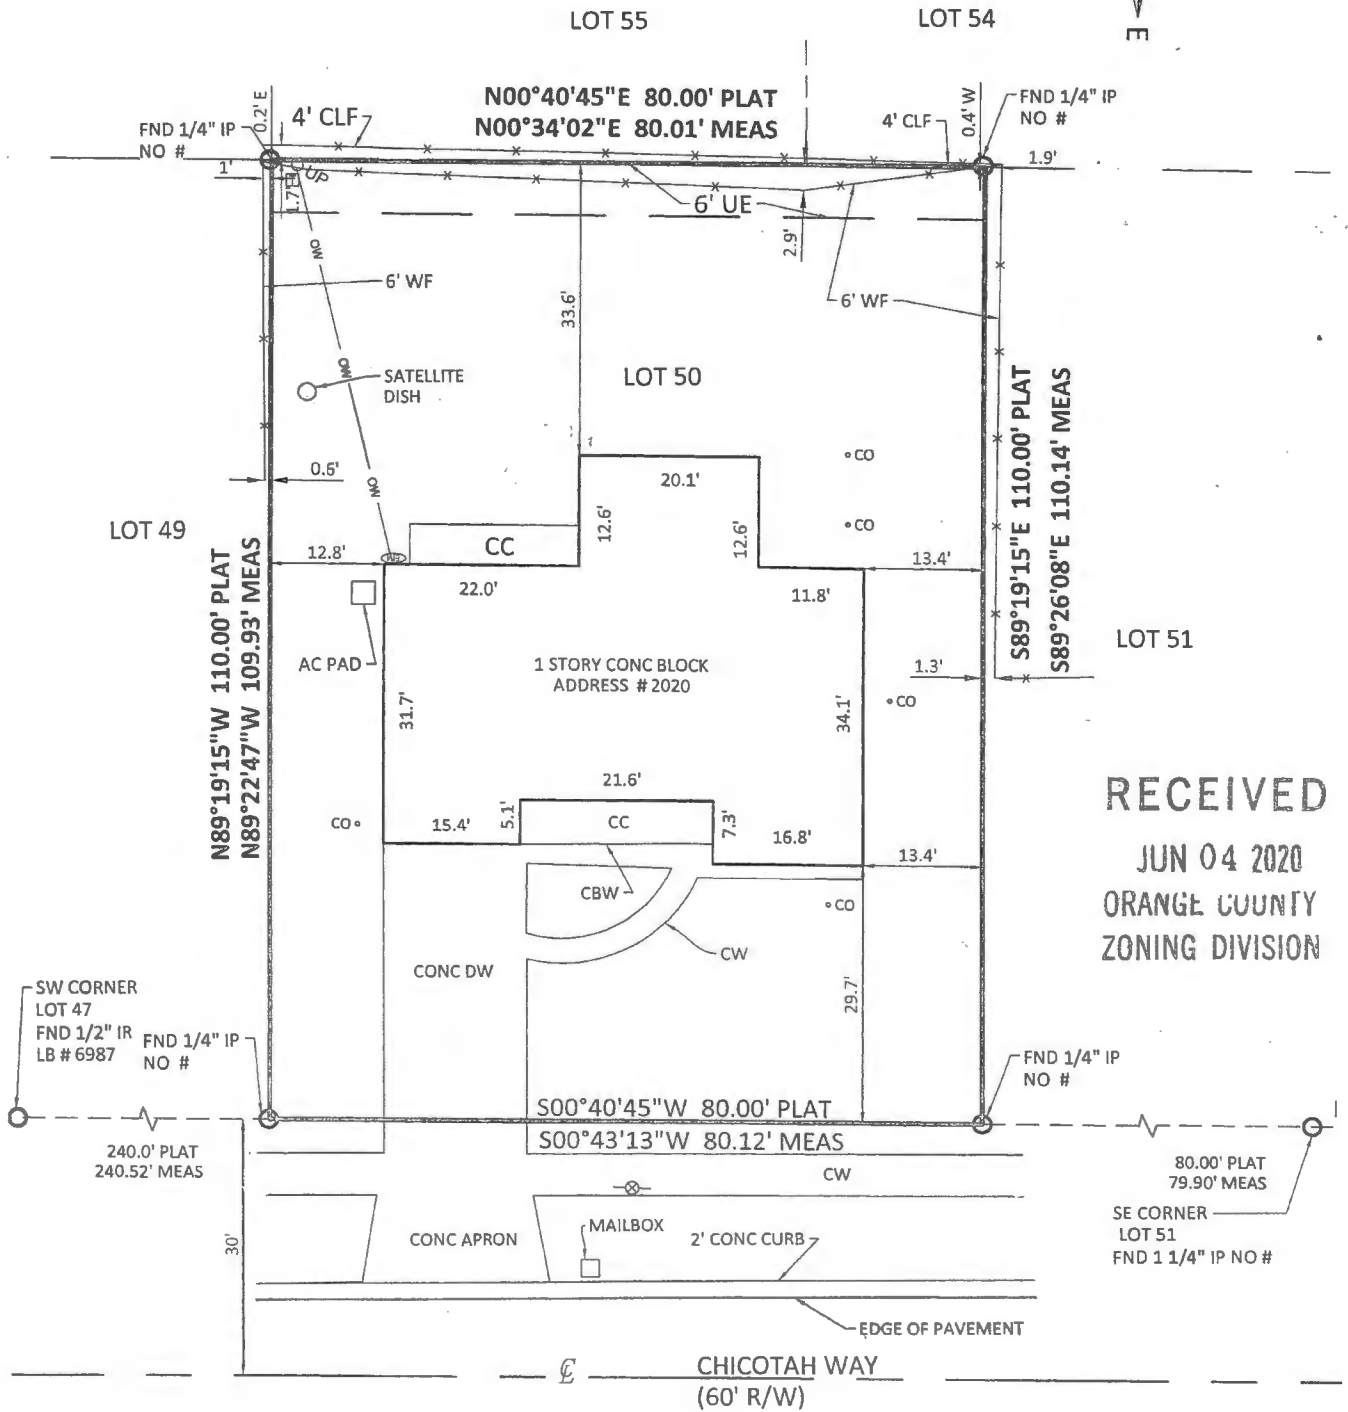 LOT 55
LOT 54
E
N00°40'45"E 80.00' PLAT
N00°34'02"E 80.01' MEAS
FND 1/4" IP
NO #
0.2' E
4' CLF
4' CLF
0.4' W
FND 1/4" IP
NO #
1'
1.7'
UP
1.9'
6' UE
2.9'
OW
6' WF
6' WF
33.6'
OW
SATELLITE
DISH
LOT 50
S89°19'15"E 110.00' PLAT
S89°26'08"E 110.14' MEAS
CO
0.6'
OW
20.1'
LOT 49
12.6'
12.6'
CO
CC
12.8'
EM
13.4'
22.0'
11.8'
N89°19'15"W 110.00' PLAT
N89°22'47"W 109.93' MEAS
AC PAD
1 STORY CONC BLOCK
ADDRESS # 2020
LOT 51
1.3'
31.7'
34.1'
CO
21.6'
RECEIVED
JUN 04 2020
ORANGE COUNTY
ZONING DIVISION
CO
15.4'
5.1'
CC
7.3'
16.8'
13.4'
CBW
CO
CW
CONC DW
29.7'
SW CORNER
LOT 47
FND 1/2" IR
LB # 6987
FND 1/4" IP
NO #
FND 1/4" IP
NO #
S00°40'45"W 80.00' PLAT
S00°43'13"W 80.12' MEAS
240.0' PLAT
240.52' MEAS
80.00' PLAT
79.90' MEAS
CW
SE CORNER
LOT 51
FND 1 1/4" IP NO #
30'
CONC APRON
MAILBOX
2' CONC CURB
EDGE OF PAVEMENT
CHICOTAH WAY
(60' R/W)